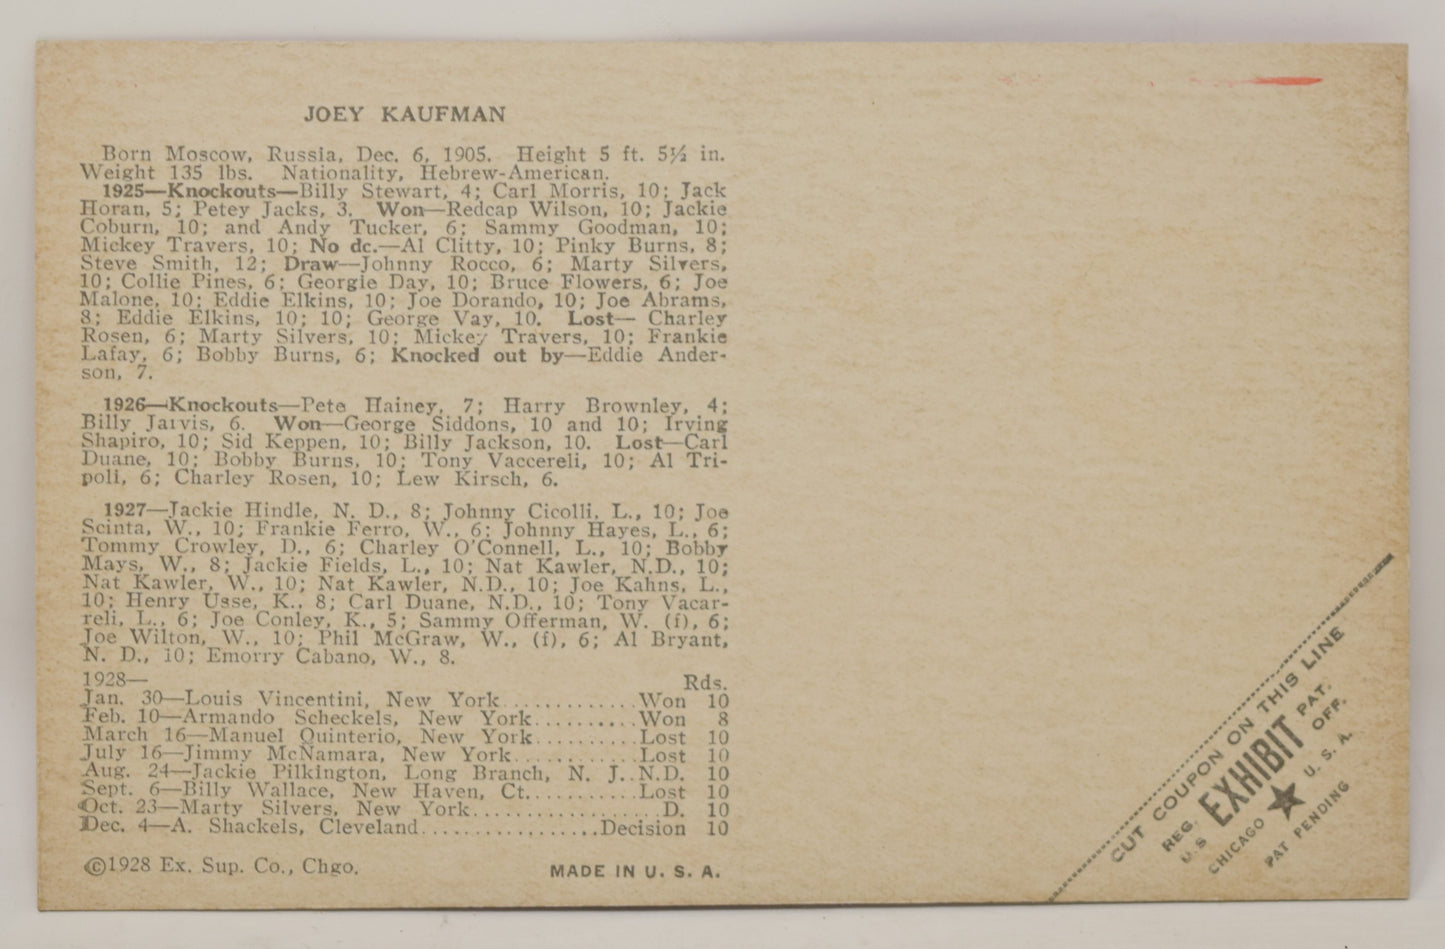 JOEY KAUFMAN
Born Moscow, Russia, Dec. 6, 1905. Height 5 ft. 5½ in.
Weight 135 lbs. Nationality, Hebrew-American.
1925—Knockouts—Billy Stewart, 4; Carl Morris, 10; Jack
Horan, 5; Petey Jacks, 3. Won—Redcap Wilson, 10; Jackie
Coburn, 10; and Andy Tucker, 6; Sammy Goodman, 10;
Mickey Travers, 10; No dc.—Al Clitty, 10; Pinky Burns, 8;
Steve Smith, 12; Draw—Johnny Rocco, 6; Marty Silvers,
10; Collie Pines, 6; Georgie Day, 10; Bruce Flowers, 6; Joe
Malone, 10; Eddie Elkins, 10; Joe Dorando, 10; Joe Abrams,
8; Eddie Elkins, 10; 10; George Vay, 10. Lost— Charley
Rosen, 6; Marty Silvers, 10; Mickey Travers, 10; Frankie
Lafay, 6; Bobby Burns, 6; Knocked out by—Eddie Ander-
son, 7.
1926—Knockouts—Pete Hainey, 7; Harry Brownley, 4;
Billy Jarvis, 6. Won—George Siddons, 10 and 10; Irving
Shapiro, 10; Sid Keppen, 10; Billy Jackson, 10. Lost—Carl
Duane, 10; Bobby Burns, 10; Tony Vaccereli, 10; Al Tri-
poli, 6; Charley Rosen, 10; Lew Kirsch, 6.
1927—Jackie Hindle, N. D., 8; Johnny Cicolli, L., 10; Joe
Scinta, W., 10; Frankie Ferro, W., 6; Johnny Hayes, L., 6;
Tommy Crowley, D., 6; Charley O'Connell, L., 10; Bobby
Mays, W., 8; Jackie Fields, L., 10; Nat Kawler, N.D., 10;
Nat Kawler, W., 10; Nat Kawler, N.D., 10; Joe Kahns, L.,
10; Henry Usse, K., 8; Carl Duane, N.D., 10; Tony Vacar-
reli, L., 6; Joe Conley, K., 5; Sammy Offerman, W. (f), 6;
Joe Wilton, W., 10; Phil McGraw, W., (f), 6; Al Bryant,
N. D., 10; Emorry Cabano, W., 8.
1928— Rds.
Jan. 30—Louis Vincentini, New York.............Won 10
Feb. 10—Armando Scheckels, New York..........Won 8
March 16—Manuel Quinterio, New York..........Lost 10
July 16—Jimmy McNamara, New York............Lost 10
Aug. 24—Jackie Pilkington, Long Branch, N. J..N.D. 10
Sept. 6—Billy Wallace, New Haven, Ct...........Lost 10
Oct. 23—Marty Silvers, New York..................D. 10
Dec. 4—A. Shackels, Cleveland.................Decision 10
©1928 Ex. Sup. Co., Chgo. MADE IN U. S. A.
CUT COUPON ON THIS LINE
REG. EXHIBIT PAT.
U.S OFF.
CHICAGO ★ U. S. A.
PAT PENDING